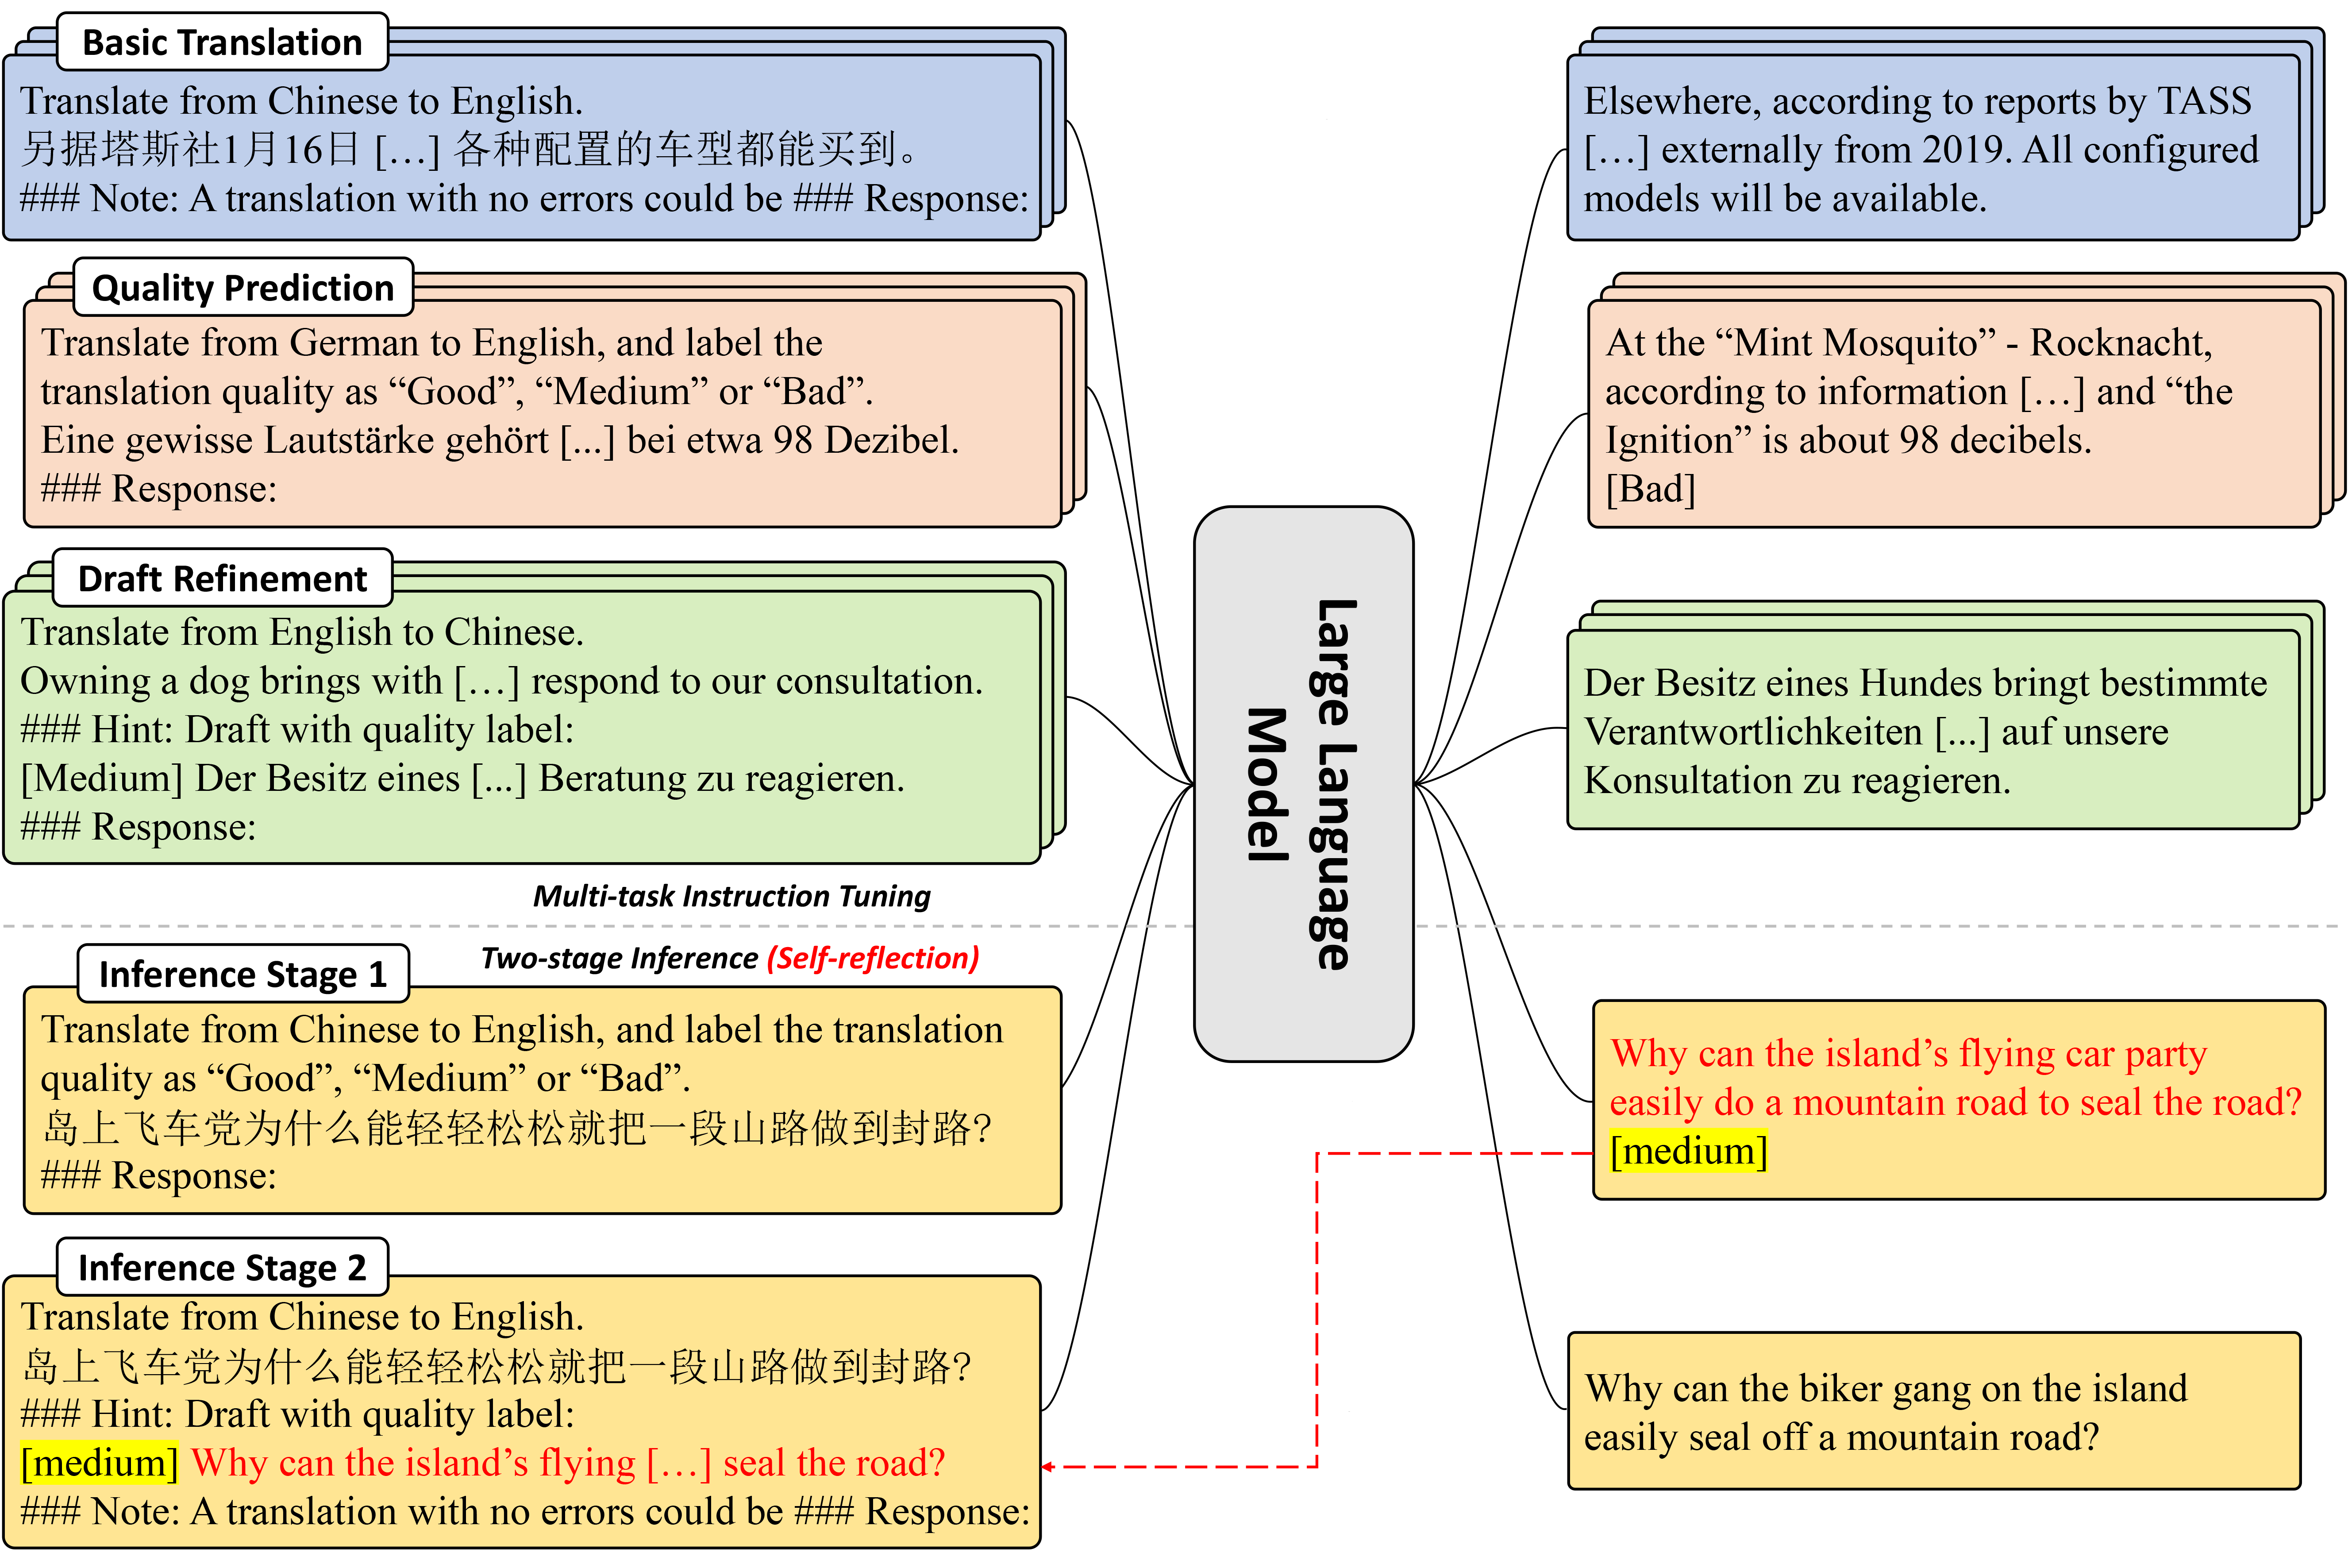 Basic Translation
Translate from Chinese to English.
另据塔斯社1月16日 […] 各种配置的车型都能买到。
### Note: A translation with no errors could be ### Response:
Elsewhere, according to reports by TASS
[…] externally from 2019. All configured
models will be available.
Quality Prediction
Translate from German to English, and label the
translation quality as “Good”, “Medium” or “Bad”.
Eine gewisse Lautstärke gehört [...] bei etwa 98 Dezibel.
### Response:
At the “Mint Mosquito” - Rocknacht,
according to information […] and “the
Ignition” is about 98 decibels.
[Bad]
Draft Refinement
Translate from English to Chinese.
Owning a dog brings with […] respond to our consultation.
### Hint: Draft with quality label:
[Medium] Der Besitz eines [...] Beratung zu reagieren.
### Response:
Der Besitz eines Hundes bringt bestimmte
Verantwortlichkeiten [...] auf unsere
Konsultation zu reagieren.
Large Language
Model
Multi-task Instruction Tuning
Two-stage Inference (Self-reflection)
Inference Stage 1
Translate from Chinese to English, and label the translation
quality as “Good”, “Medium” or “Bad”.
岛上飞车党为什么能轻轻松松就把一段山路做到封路?
### Response:
Why can the island’s flying car party
easily do a mountain road to seal the road?
[medium]
Inference Stage 2
Translate from Chinese to English.
岛上飞车党为什么能轻轻松松就把一段山路做到封路?
### Hint: Draft with quality label:
[medium] Why can the island’s flying […] seal the road?
### Note: A translation with no errors could be ### Response:
Why can the biker gang on the island
easily seal off a mountain road?